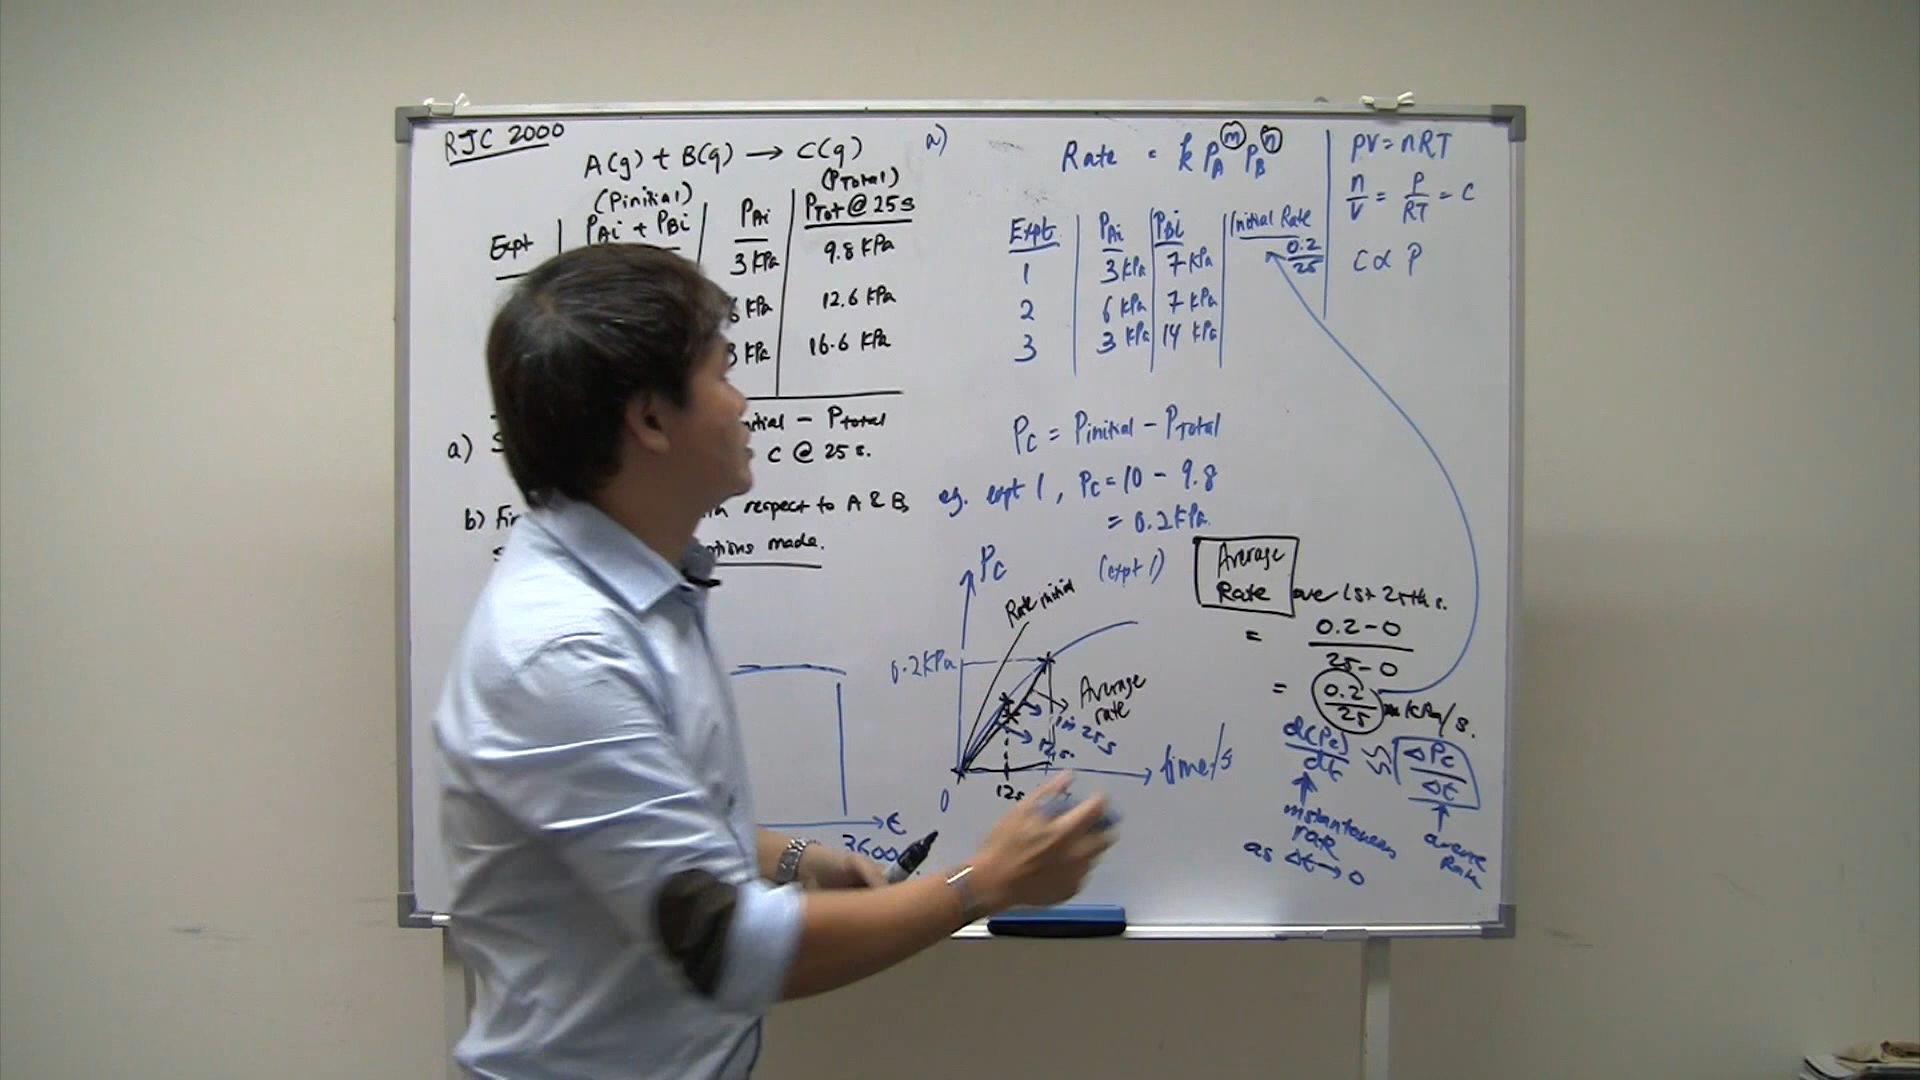 RJC 2000
A(g) + B(g) → C(g)
(Pinitial)
(PTotal)
Expt
PAi + PBi
PAi
PTot @ 25s
3 kPa
9.8 kPa
6 kPa
12.6 kPa
3 kPa
16.6 kPa
a)
nitial - PTotal
C @ 25 s.
b)
respect to A & B,
made.
t
3600
a)
Rate = k PA^m PB^n
Expt
PAi
PBi
Initial Rate
1
3 kPa
7 kPa
0.2/25
2
6 kPa
7 kPa
3
3 kPa
14 kPa
PC = Pinitial - PTotal
eg. expt 1, PC = 10 - 9.8
= 0.2 kPa
(expt 1)
PC
Rate initial
0.2 kPa
Average rate
in 25 s
12 s
12s
0
time/s
PV = nRT
n/V = P/RT = C
C ∝ P
Average
Rate over 1st 25th s.
= 0.2-0 / 25-0
= 0.2/25 kPa/s.
d(Pc)/dt ≈ ΔPc/Δt
instantaneous rate
as Δt → 0
average rate